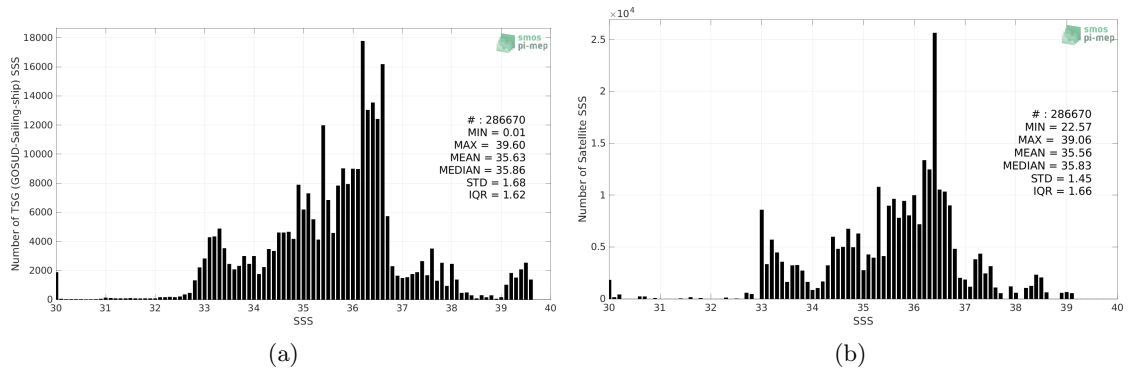 18000
16000
14000
12000
10000
8000
6000
4000
2000
0
30
31
32
33
34
35
36
37
38
39
40
SSS
Number of TSG (GOSUD-Sailing-ship) SSS
smos
pi-mep
# : 286670
MIN = 0.01
MAX = 39.60
MEAN = 35.63
MEDIAN = 35.86
STD = 1.68
IQR = 1.62
(a)
×10⁴
2.5
2
1.5
1
0.5
0
30
31
32
33
34
35
36
37
38
39
40
SSS
Number of Satellite SSS
smos
pi-mep
# : 286670
MIN = 22.57
MAX = 39.06
MEAN = 35.56
MEDIAN = 35.83
STD = 1.45
IQR = 1.66
(b)